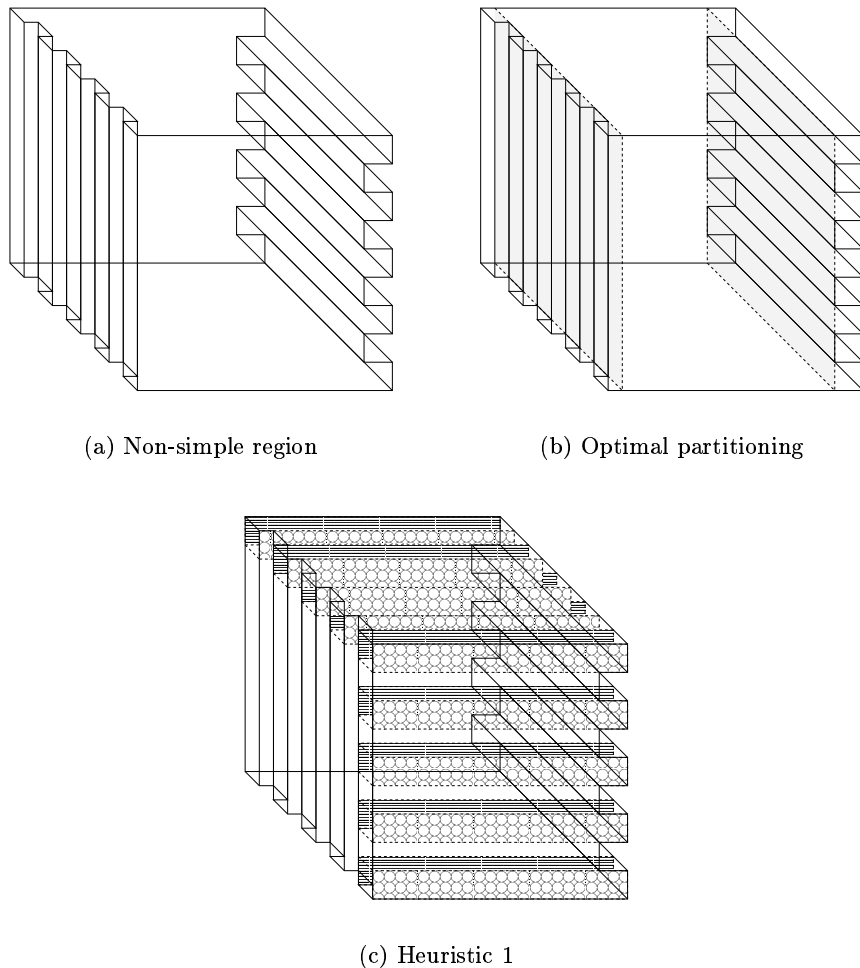 (a) Non-simple region
(b) Optimal partitioning
(c) Heuristic 1